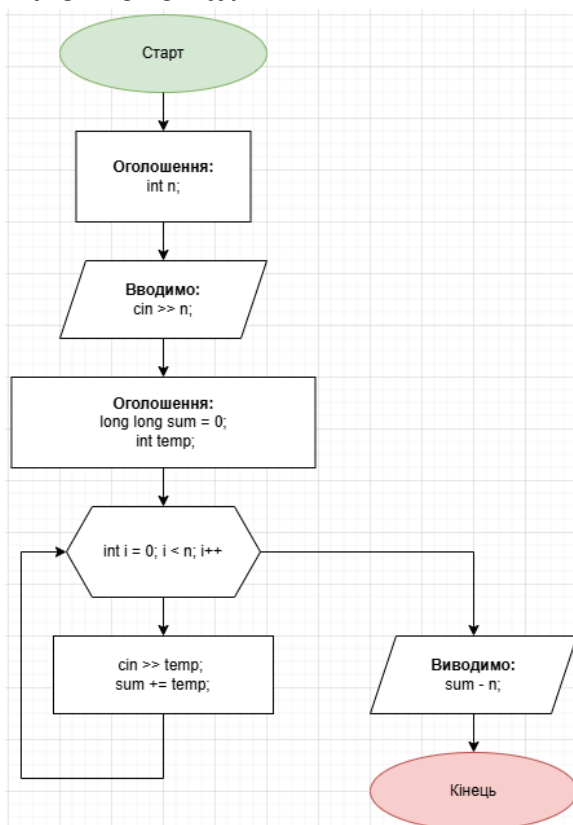 Старт
Оголошення:
int n;
Вводимо:
cin >> n;
Оголошення:
long long sum = 0;
int temp;
int i = 0; i < n; i++
cin >> temp;
sum += temp;
Виводимо:
sum - n;
Кінець